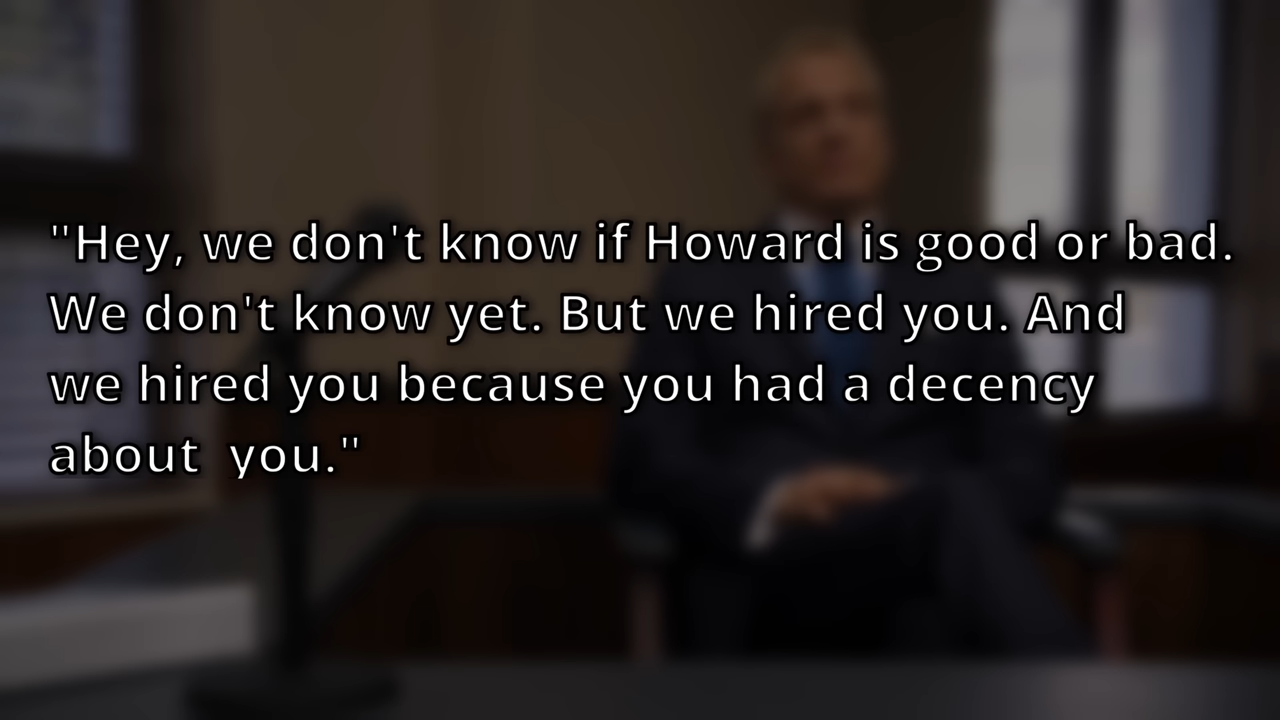 "Hey, we don't know if Howard is good or bad.
We don't know yet. But we hired you. And
we hired you because you had a decency
about  you."